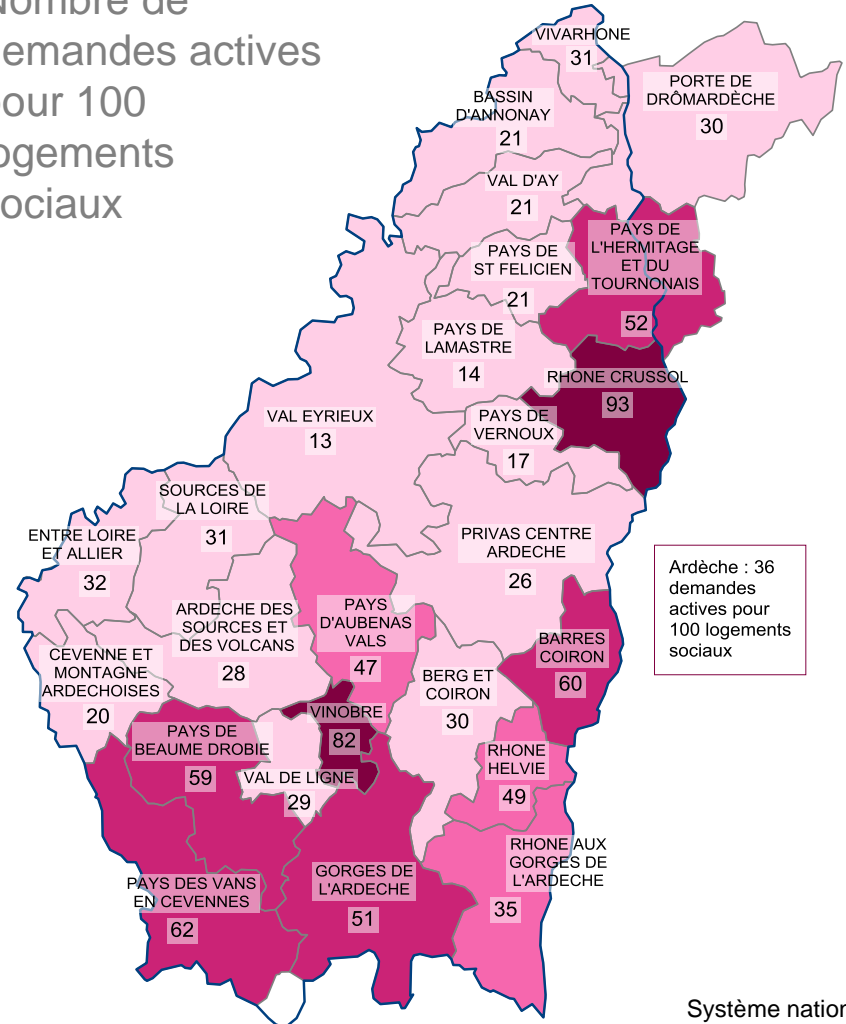 demandes actives
pour 100
logements
sociaux
VIVARHONE
31
PORTE DE
DRÔMARDÈCHE
30
BASSIN
D'ANNONAY
21
VAL D'AY
21
PAYS DE
L'HERMITAGE
ET DU
TOURNONAIS
52
PAYS DE
ST FELICIEN
21
PAYS DE
LAMASTRE
14
RHONE CRUSSOL
93
VAL EYRIEUX
13
PAYS DE
VERNOUX
17
SOURCES DE
LA LOIRE
31
ENTRE LOIRE
ET ALLIER
32
PRIVAS CENTRE
ARDECHE
26
Ardèche : 36
demandes
actives pour
100 logements
sociaux
ARDECHE DES
SOURCES ET
DES VOLCANS
28
PAYS
D'AUBENAS
VALS
47
BARRES
COIRON
60
CEVENNE ET
MONTAGNE
ARDECHOISES
20
BERG ET
COIRON
30
VINOBRE
82
PAYS DE
BEAUME DROBIE
59
VAL DE LIGNE
29
RHONE
HELVIE
49
RHONE AUX
GORGES DE
L'ARDECHE
35
GORGES DE
L'ARDECHE
51
PAYS DES VANS
EN CEVENNES
62
Système nation